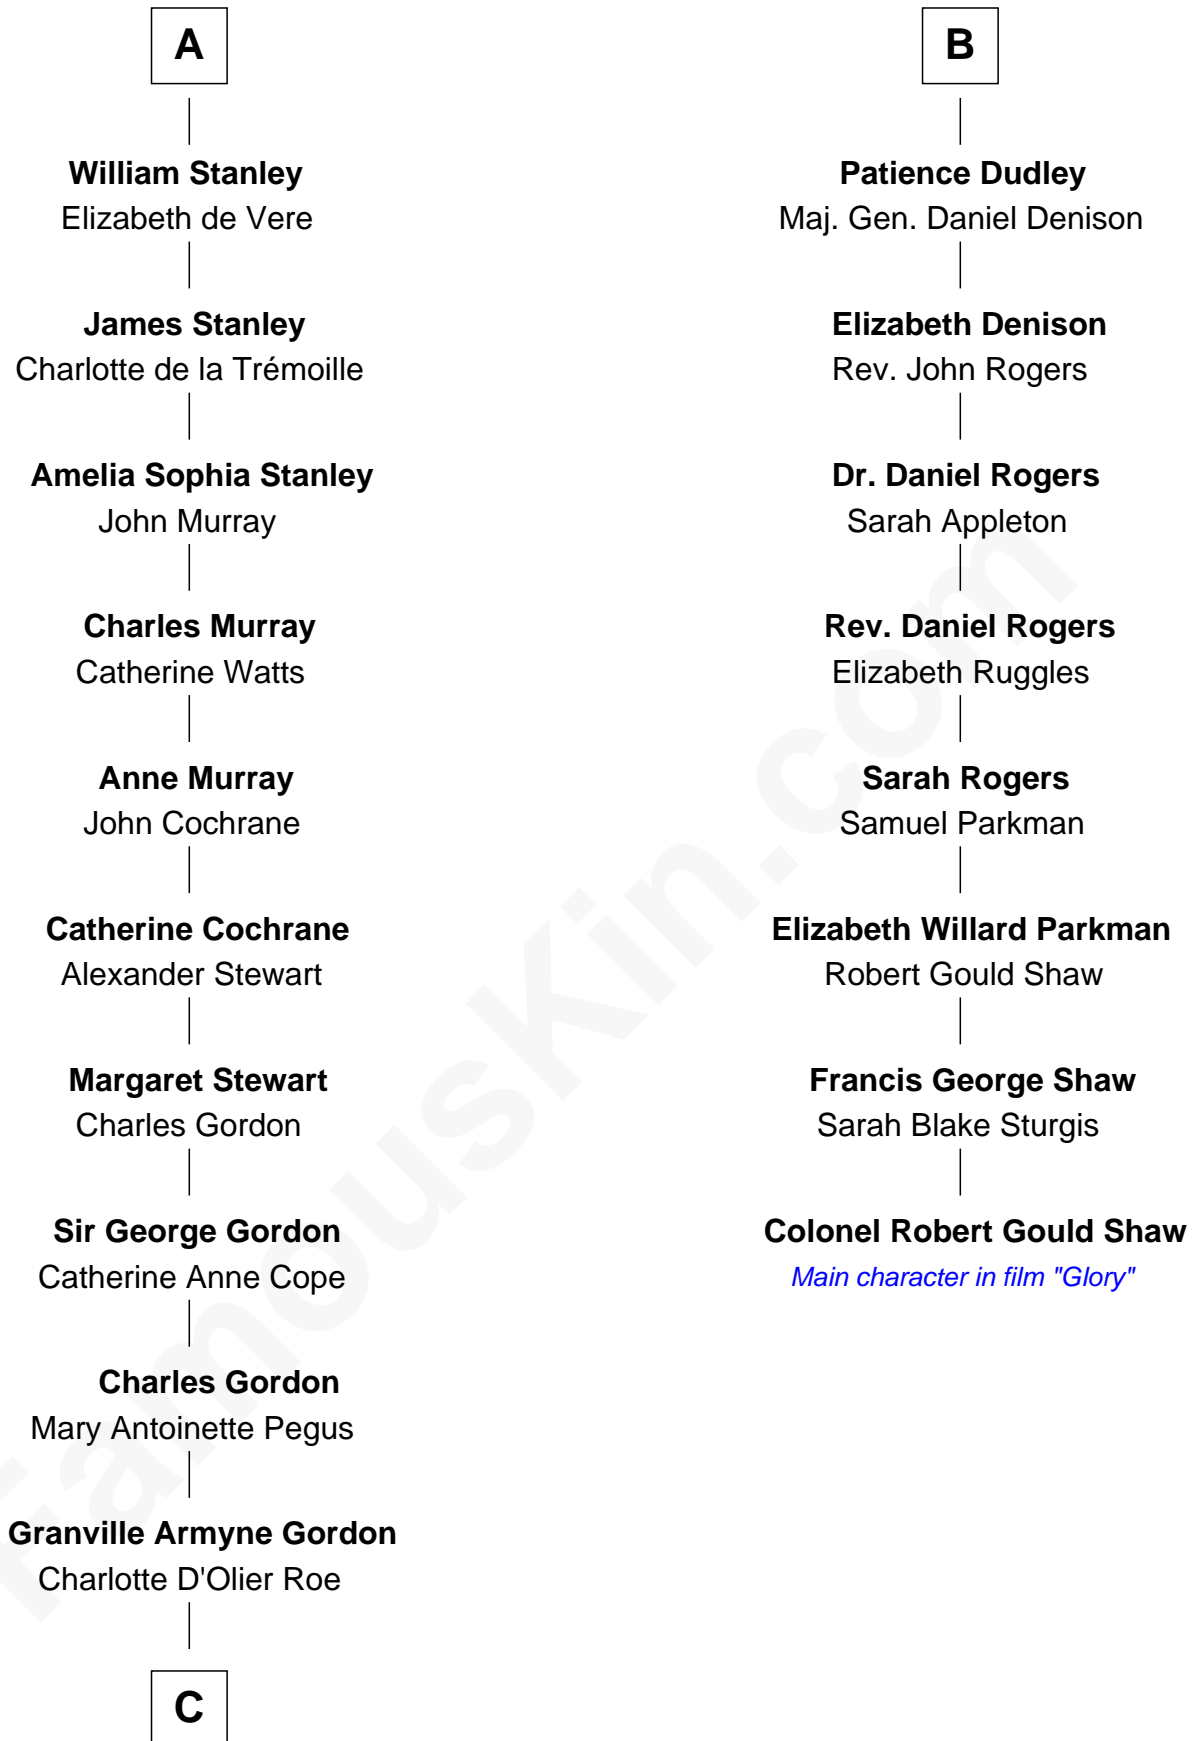 A
William Stanley
Elizabeth de Vere
James Stanley
Charlotte de la Trémoille
Amelia Sophia Stanley
John Murray
Charles Murray
Catherine Watts
Anne Murray
John Cochrane
Catherine Cochrane
Alexander Stewart
Margaret Stewart
Charles Gordon
Sir George Gordon
Catherine Anne Cope
Charles Gordon
Mary Antoinette Pegus
Granville Armyne Gordon
Charlotte D'Olier Roe
C
B
Patience Dudley
Maj. Gen. Daniel Denison
Elizabeth Denison
Rev. John Rogers
Dr. Daniel Rogers
Sarah Appleton
Rev. Daniel Rogers
Elizabeth Ruggles
Sarah Rogers
Samuel Parkman
Elizabeth Willard Parkman
Robert Gould Shaw
Francis George Shaw
Sarah Blake Sturgis
Colonel Robert Gould Shaw
Main character in film "Glory"
FamousKin.com